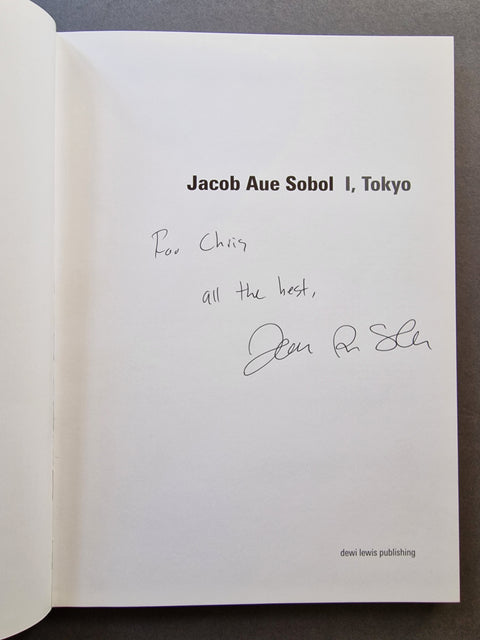 Jacob Aue Sobol I, Tokyo
For Chris
all the best,
dewi lewis publishing